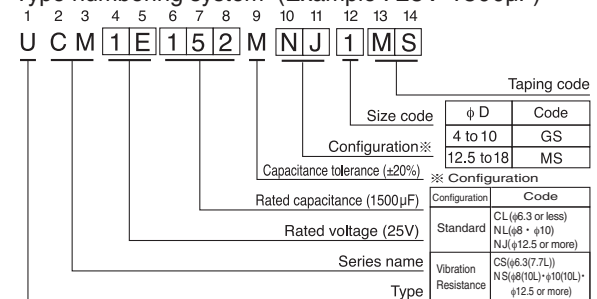 Type numbering system (Example : 25V 1500µF)
1 2 3 4 5 6 7 8 9 10 11 12 13 14
U C M 1 E 1 5 2 M N J 1 M S
Taping code
Size code
φ D Code
4 to 10 GS
12.5 to 18 MS
Configuration※
Capacitance tolerance (±20%)
※ Configuration
Configuration Code
Rated capacitance (1500µF)
Standard
CL(φ6.3 or less)
NL(φ8・φ10)
NJ(φ12.5 or more)
Rated voltage (25V)
Series name
Vibration Resistance
CS(φ6.3(7.7L))
NS(φ8(10L)・φ10(10L)・
φ12.5 or more)
Type